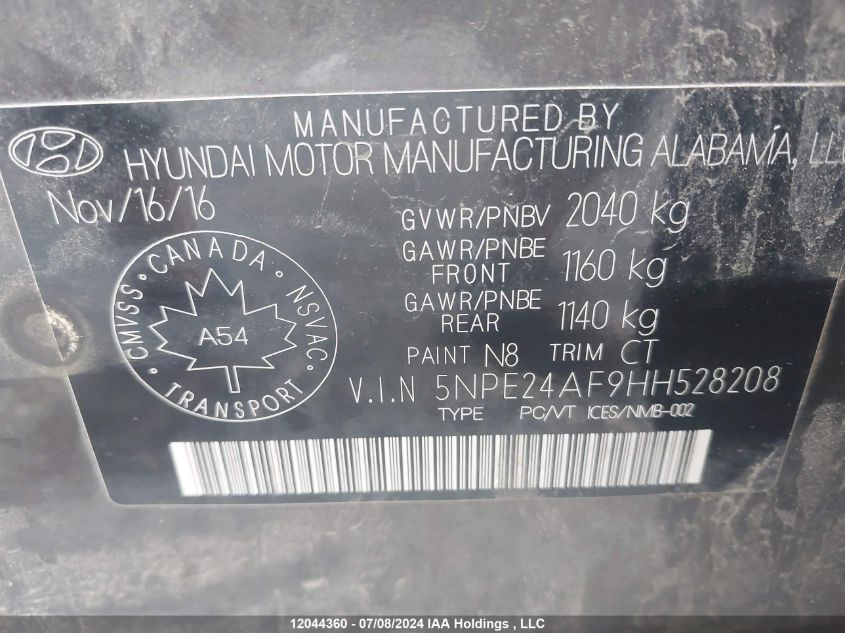 MANUFACTURED BY
HYUNDAI MOTOR MANUFACTURING ALABAMA, LLC
Nov/16/16
GVWR/PNBV 2040 kg
GAWR/PNBE FRONT 1160 kg
GAWR/PNBE REAR 1140 kg
PAINT N8 TRIM CT
V.I.N 5NPE24AF9HH528208
TYPE PC/VT ICES/NMB-002
CMVSS · CANADA · NSVAC · TRANSPORT ·
A54
12044360 - 07/08/2024 IAA Holdings , LLC